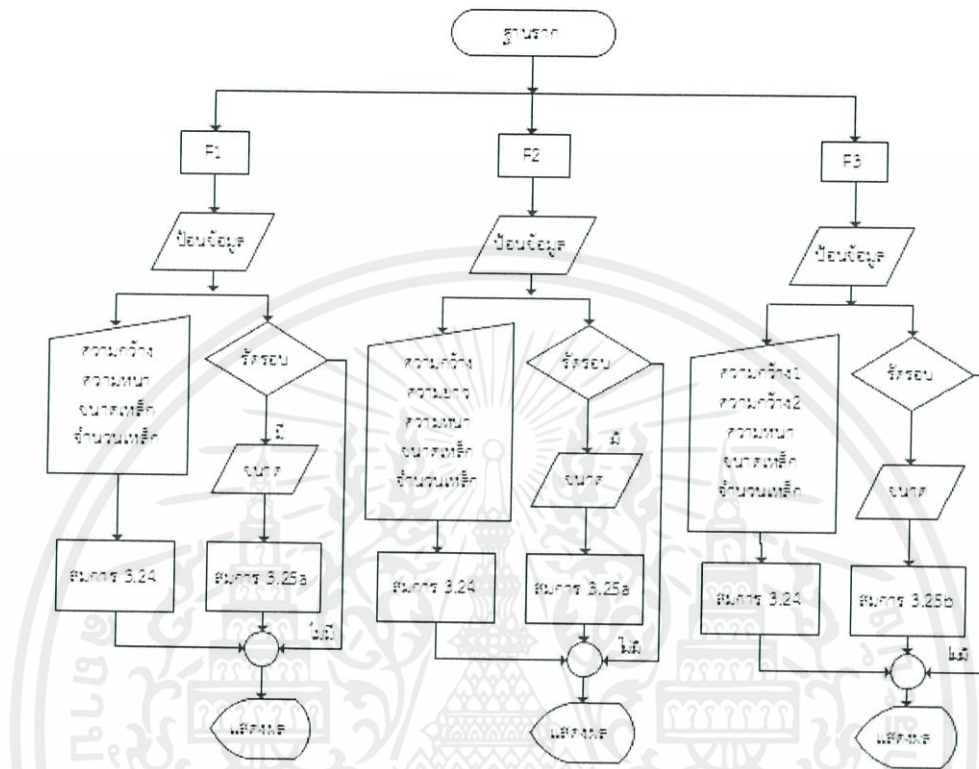 ฐานราก
F1
F2
F3
ป้อนข้อมูล
ป้อนข้อมูล
ป้อนข้อมูล
ความกว้าง
ความหนา
ขนาดเหล็ก
จำนวนเหล็ก
รัดรอบ
มี
ขนาด
สมการ 3.24
สมการ 3.25a
ไม่มี
แสดงผล
ความกว้าง
ความยาว
ความหนา
ขนาดเหล็ก
จำนวนเหล็ก
รัดรอบ
มี
ขนาด
สมการ 3.24
สมการ 3.25a
ไม่มี
แสดงผล
ความกว้าง1
ความกว้าง2
ความหนา
ขนาดเหล็ก
จำนวนเหล็ก
รัดรอบ
ขนาด
สมการ 3.24
สมการ 3.25b
ไม่มี
แสดงผล